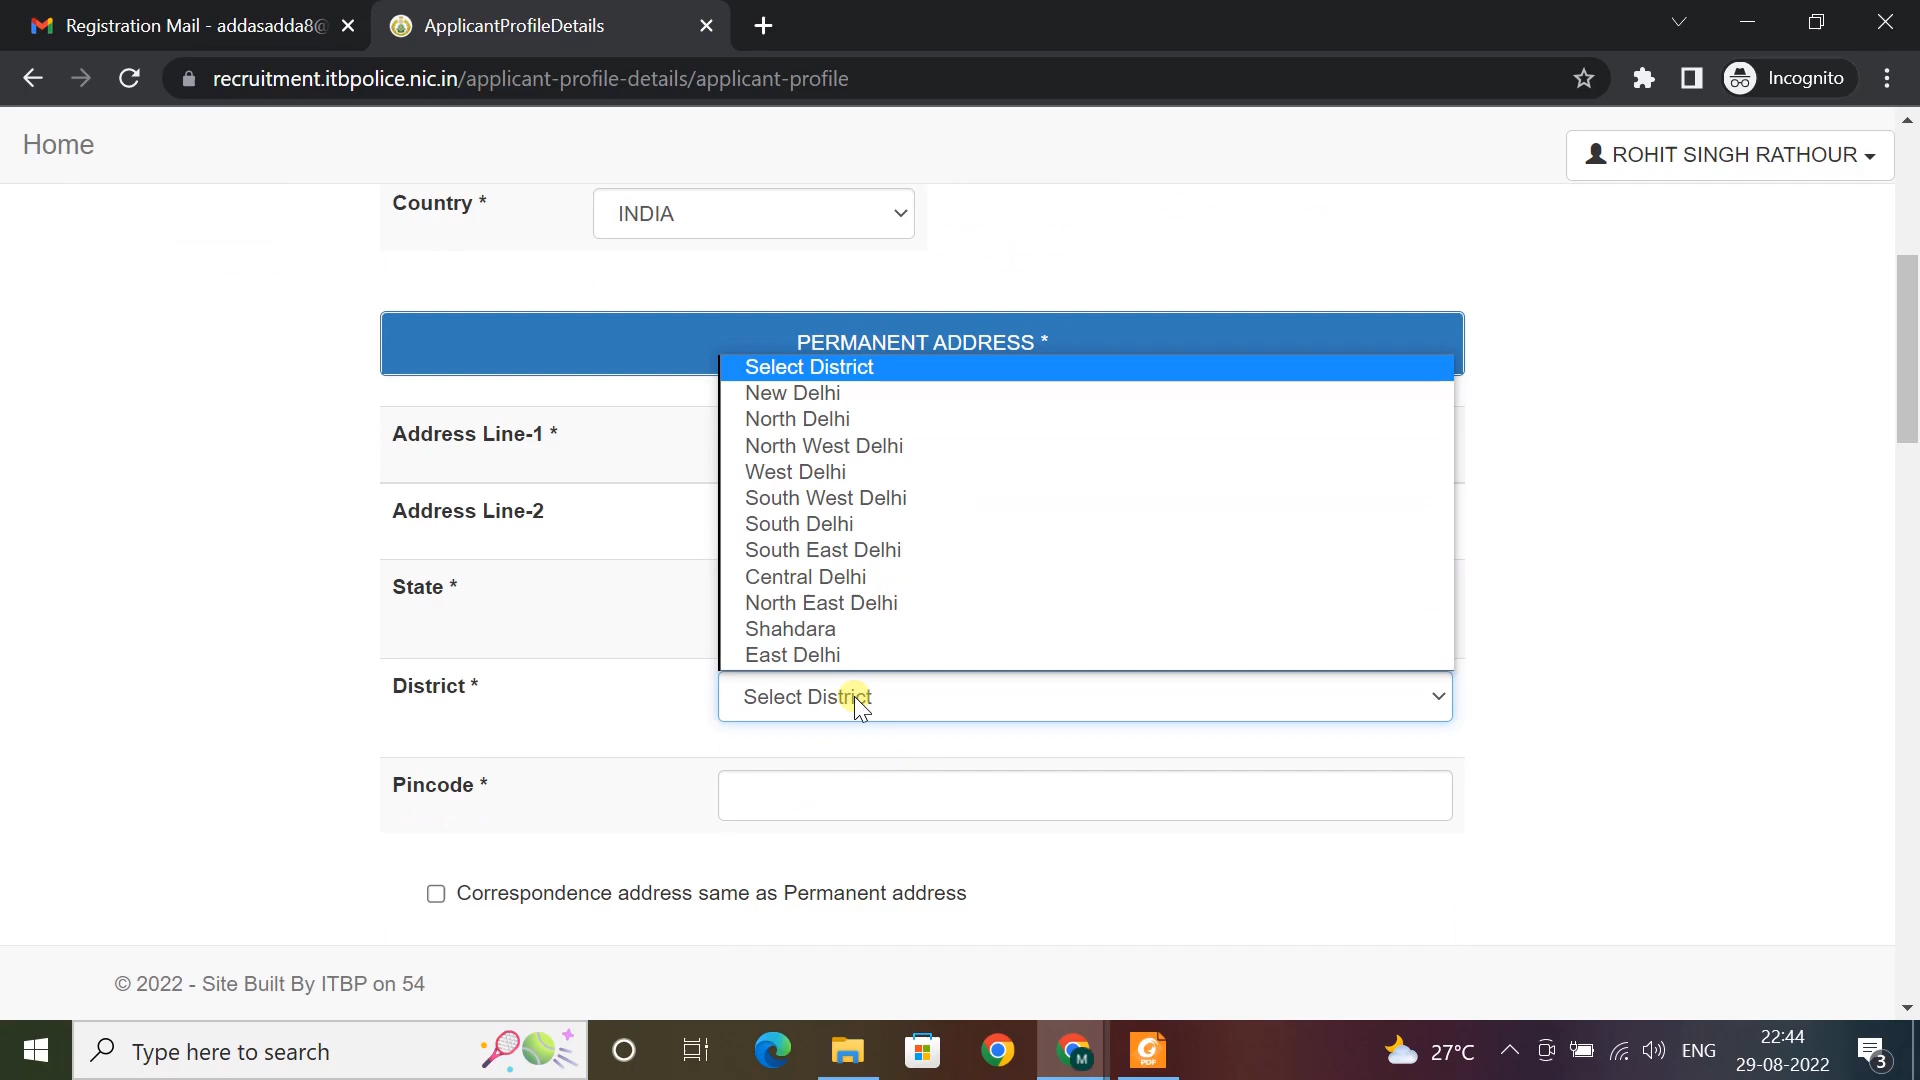 Registration Mail - addasadda8@
ApplicantProfileDetails
recruitment.itbpolice.nic.in/applicant-profile-details/applicant-profile
Incognito
Home
ROHIT SINGH RATHOUR
Country *
INDIA
PERMANENT ADDRESS *
Select District
New Delhi
North Delhi
North West Delhi
West Delhi
South West Delhi
South Delhi
South East Delhi
Central Delhi
North East Delhi
Shahdara
East Delhi
Address Line-1 *
Address Line-2
State *
District *
Select District
Pincode *
Correspondence address same as Permanent address
© 2022 - Site Built By ITBP on 54
Type here to search
M
PDF
27°C
ENG
22:44
29-08-2022
3